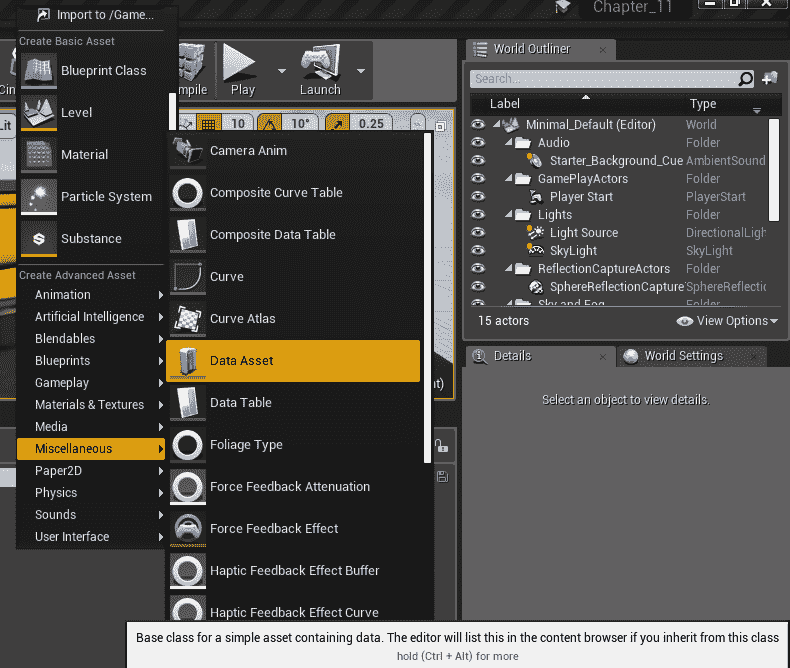 Import to /Game...
Chapter_11
Create Basic Asset
Blueprint Class
Level
Material
Particle System
Substance
Create Advanced Asset
Animation
Artificial Intelligence
Blendables
Blueprints
Gameplay
Materials & Textures
Media
Miscellaneous
Paper2D
Physics
Sounds
User Interface
Play
Launch
10
10°
0.25
Camera Anim
Composite Curve Table
Composite Data Table
Curve
Curve Atlas
Data Asset
Data Table
Foliage Type
Force Feedback Attenuation
Force Feedback Effect
Haptic Feedback Effect Buffer
Haptic Feedback Effect Curve
World Outliner
Search...
Label Type
Minimal_Default (Editor) World
Audio Folder
Starter_Background_Cue AmbientSound
GamePlayActors Folder
Player Start PlayerStart
Lights Folder
Light Source DirectionalLigh
SkyLight SkyLight
ReflectionCaptureActors Folder
SphereReflectionCapture SphereReflectio
Sky and Fog Folder
15 actors View Options
Details World Settings
Select an object to view details.
Base class for a simple asset containing data. The editor will list this in the content browser if you inherit from this class
hold (Ctrl + Alt) for more